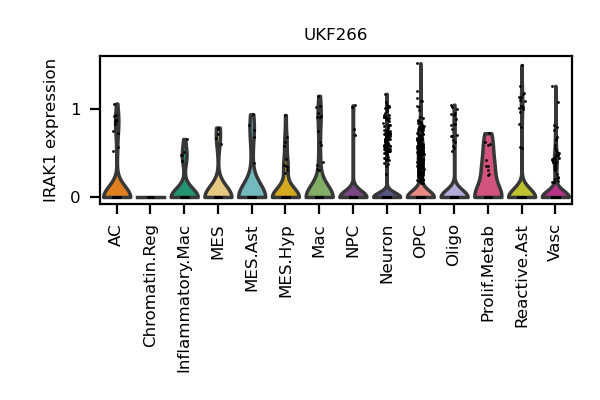 UKF266
IRAK1 expression
1
0
AC
Chromatin.Reg
Inflammatory.Mac
MES
MES.Ast
MES.Hyp
Mac
NPC
Neuron
OPC
Oligo
Prolif.Metab
Reactive.Ast
Vasc